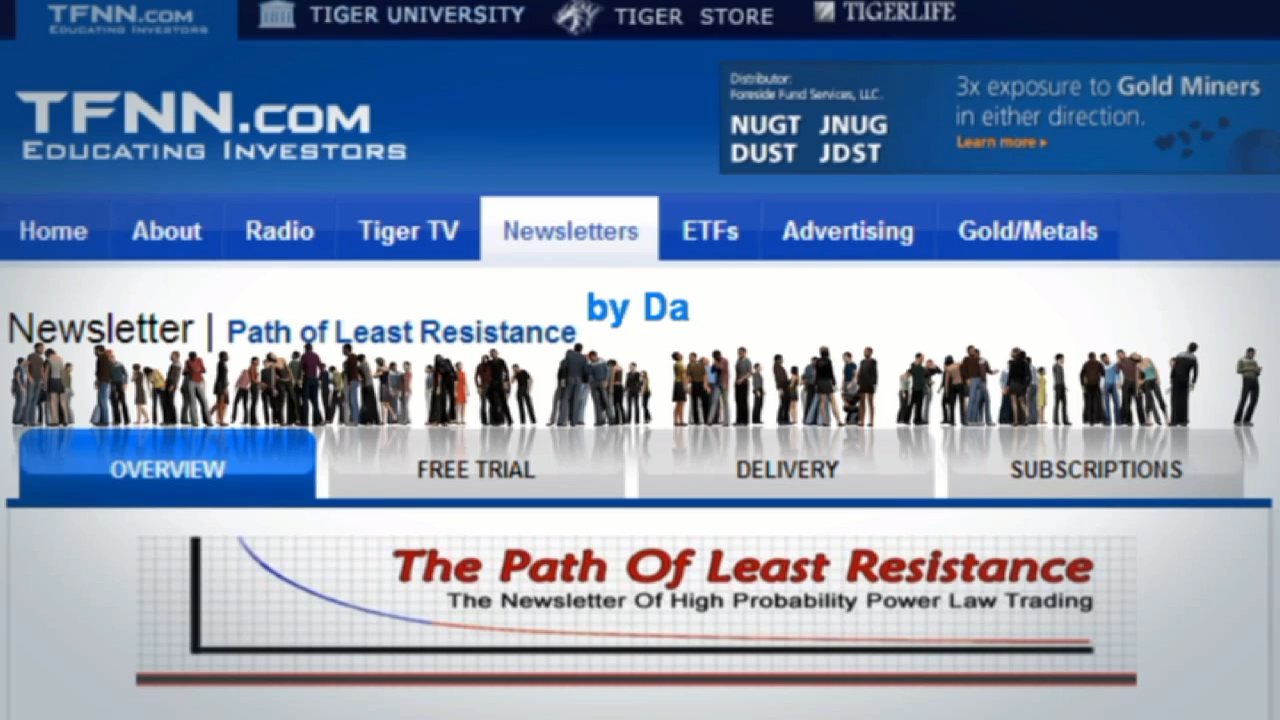 TFNN.COM
EDUCATING INVESTORS
TIGER UNIVERSITY
TIGER STORE
TIGERLIFE
TFNN.COM
EDUCATING INVESTORS
Distributor:
Foreside Fund Services, LLC.
NUGT JNUG
DUST JDST
3x exposure to Gold Miners
in either direction.
Learn more
Home About Radio Tiger TV Newsletters ETFs Advertising Gold/Metals
Newsletter | Path of Least Resistance by Da
OVERVIEW FREE TRIAL DELIVERY SUBSCRIPTIONS
The Path Of Least Resistance
The Newsletter Of High Probability Power Law Trading